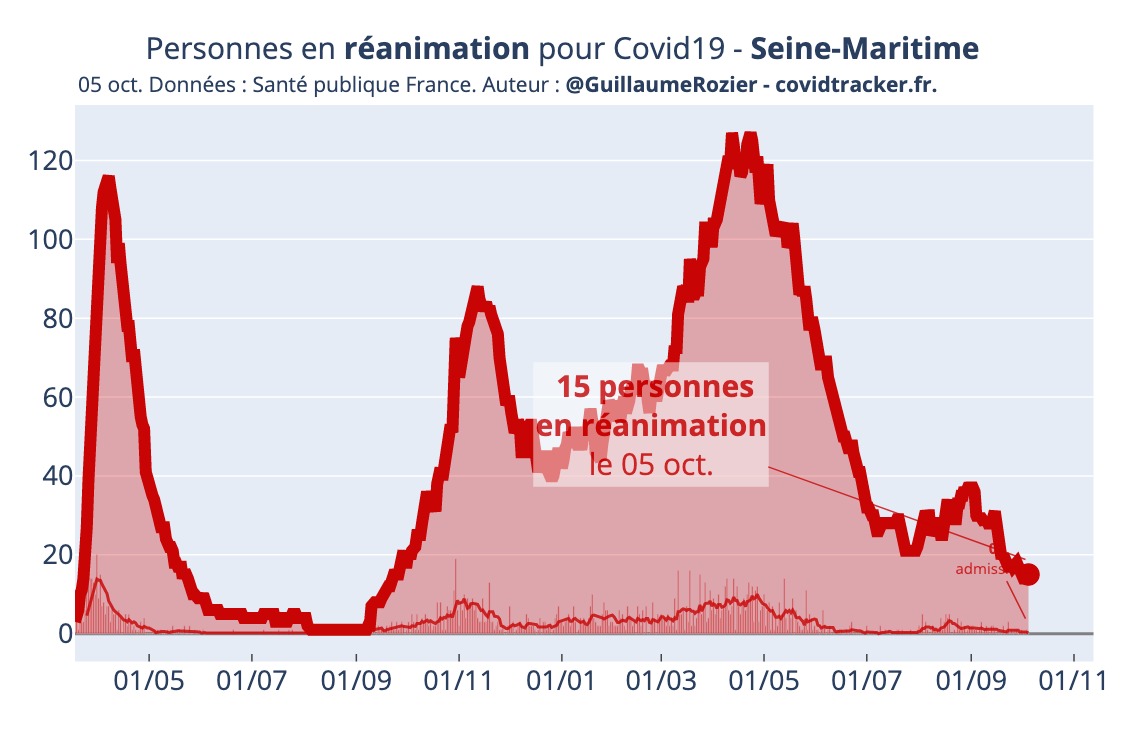 Personnes en réanimation pour Covid19 - Seine-Maritime
05 oct. Données : Santé publique France. Auteur : @GuillaumeRozier - covidtracker.fr.
120
100
80
60
40
20
0
15 personnes
en réanimation
le 05 oct.
01/05 01/07 01/09 01/11 01/01 01/03 01/05 01/07 01/09 01/11